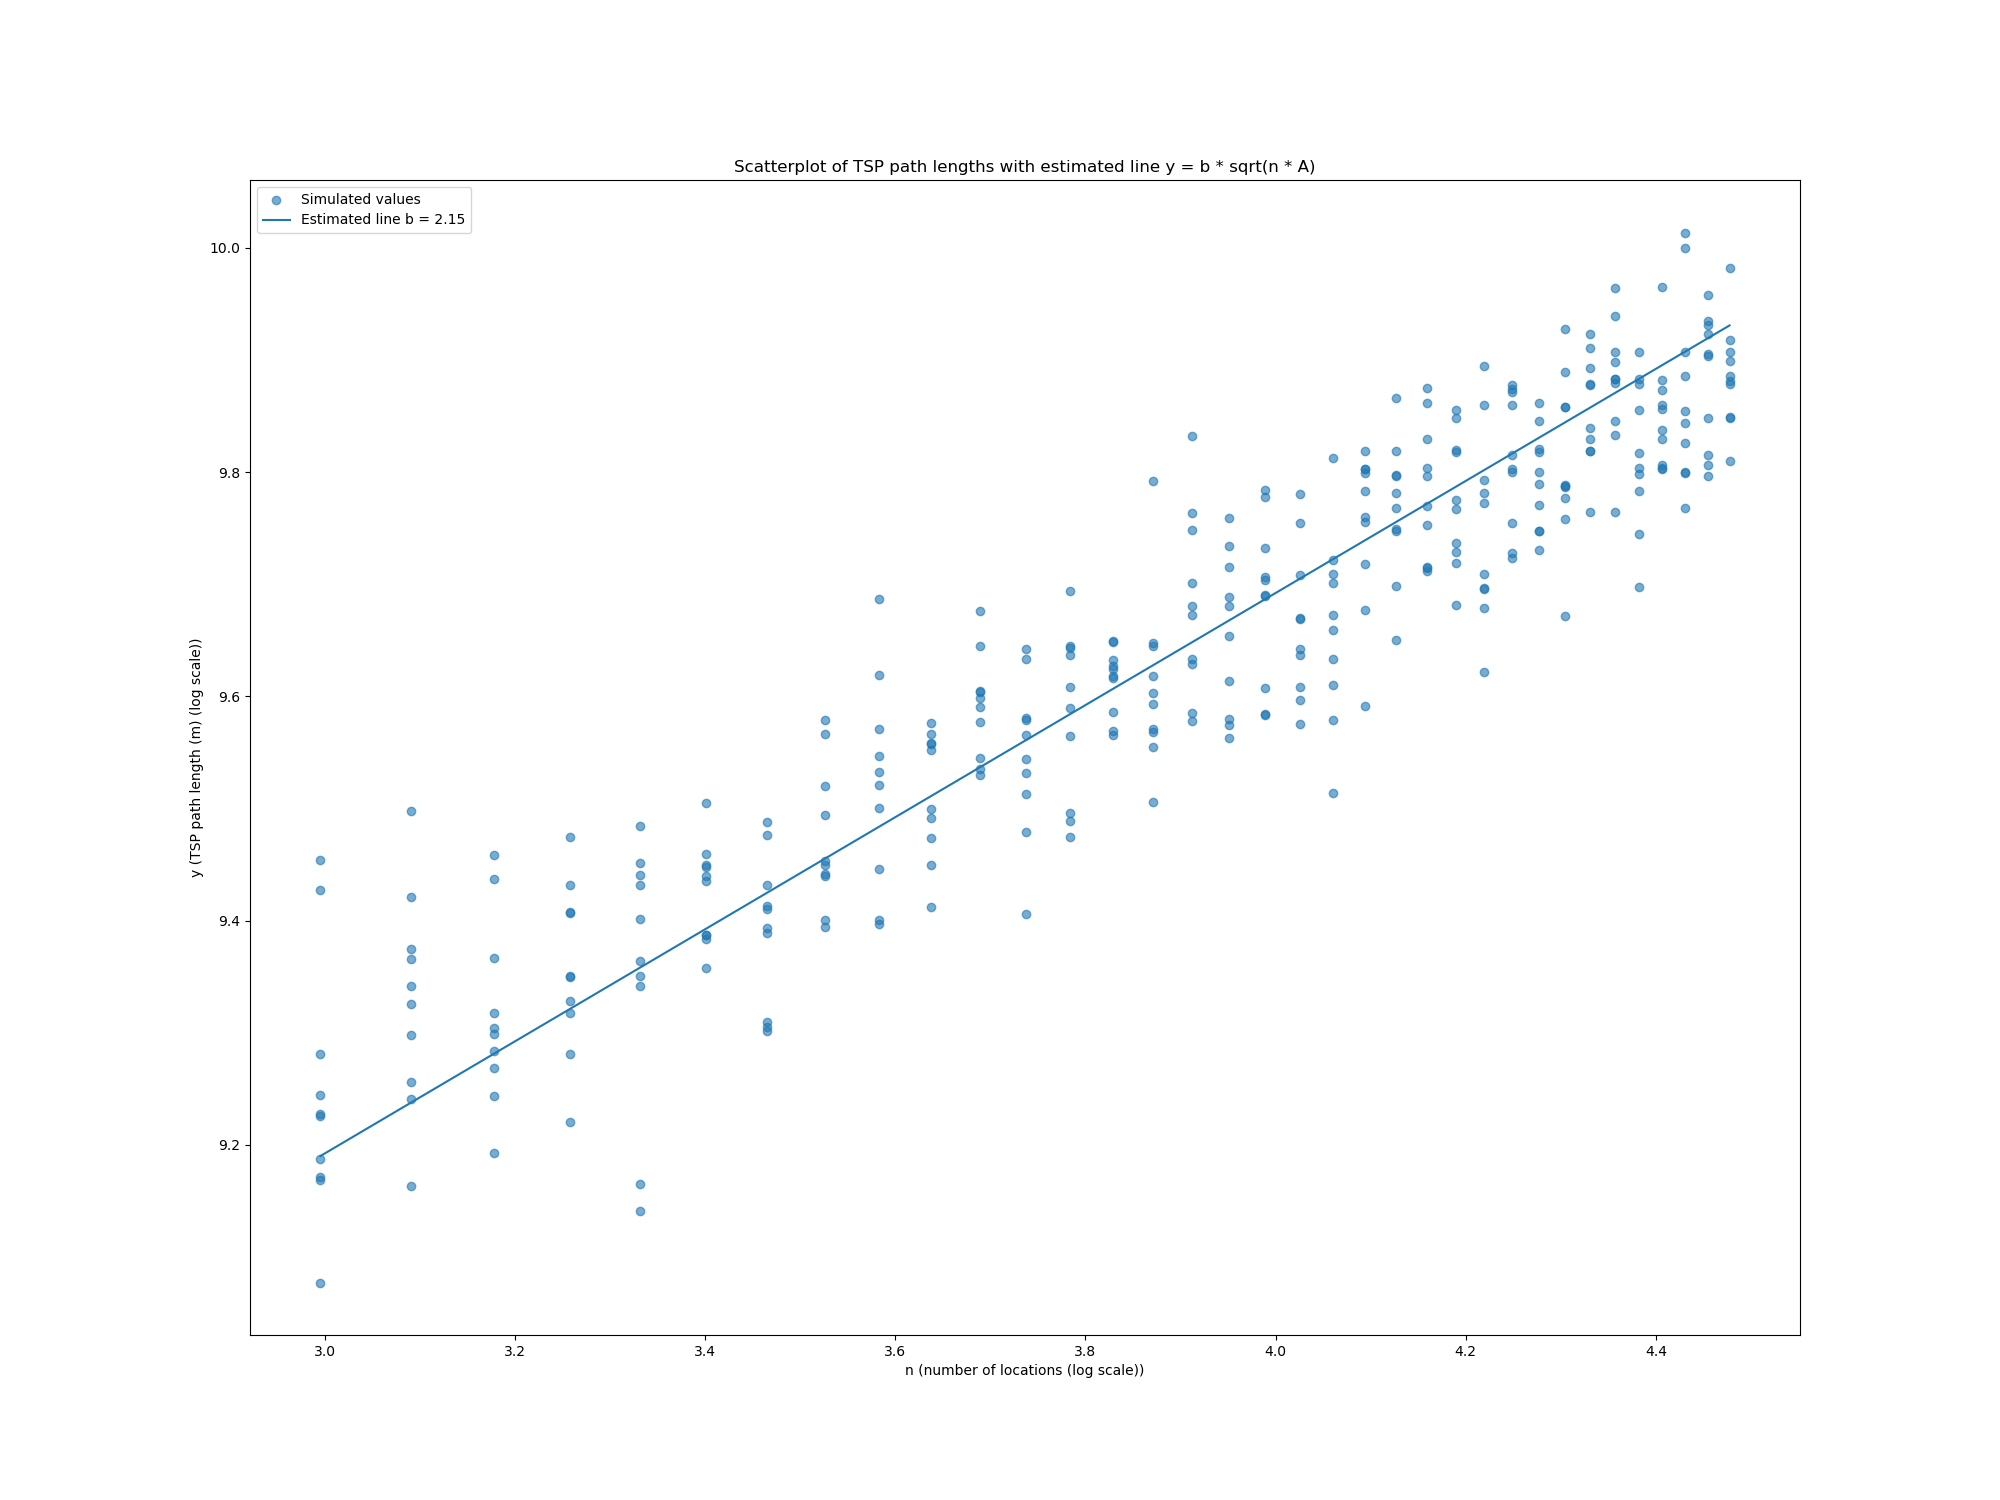 Scatterplot of TSP path lengths with estimated line y = b * sqrt(n * A)
Simulated values
Estimated line b = 2.15
10.0
9.8
9.6
9.4
9.2
y (TSP path length (m) (log scale))
3.0 3.2 3.4 3.6 3.8 4.0 4.2 4.4
n (number of locations (log scale))